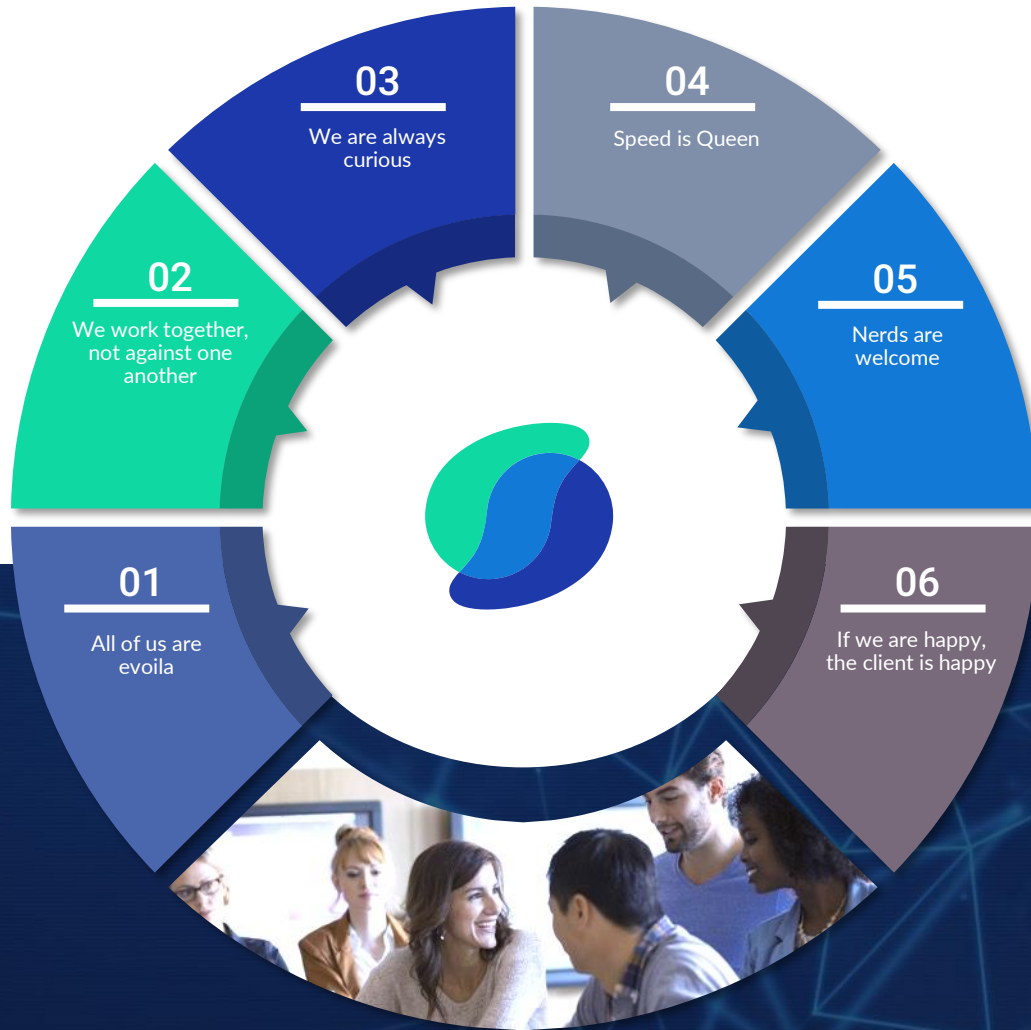 01
All of us are
evoila
02
We work together,
not against one
another
03
We are always
curious
04
Speed is Queen
05
Nerds are
welcome
06
If we are happy,
the client is happy